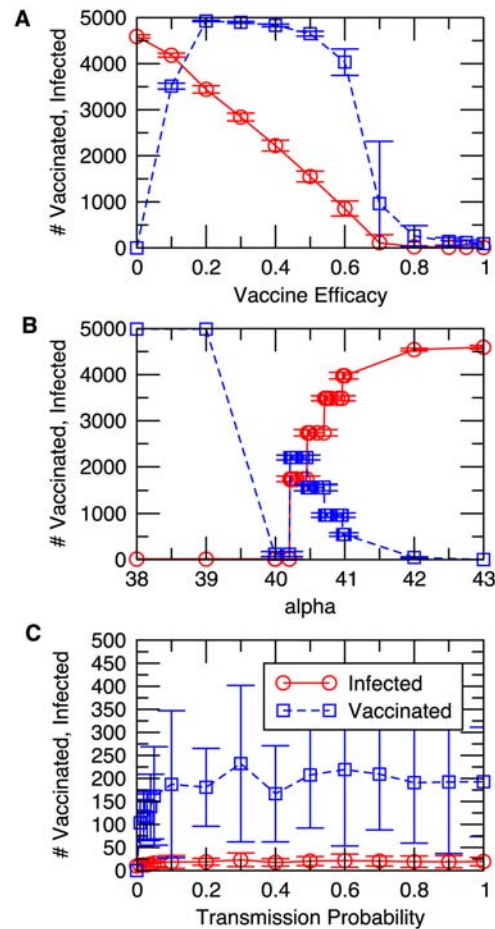 A
# Vaccinated, Infected
5000
4000
3000
2000
1000
0
0 0.2 0.4 0.6 0.8 1
Vaccine Efficacy
B
# Vaccinated, Infected
5000
4000
3000
2000
1000
0
38 39 40 41 42 43
alpha
C
# Vaccinated, Infected
500
450
400
350
300
250
200
150
100
50
0
Infected
Vaccinated
0 0.2 0.4 0.6 0.8 1
Transmission Probability